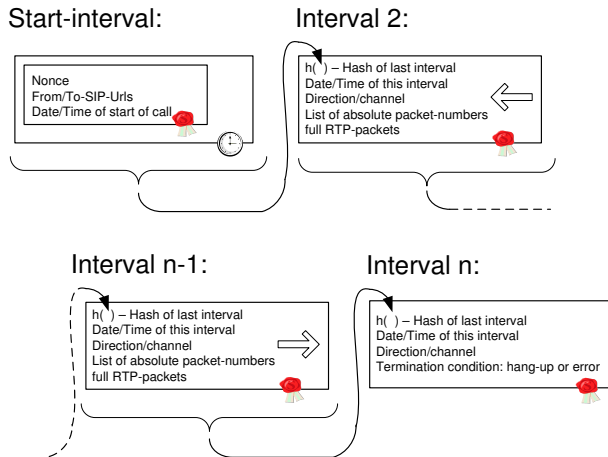 Start-interval:
Nonce
From/To-SIP-Urls
Date/Time of start of call
Interval 2:
h( ) – Hash of last interval
Date/Time of this interval
Direction/channel
List of absolute packet-numbers
full RTP-packets
Interval n-1:
h( ) – Hash of last interval
Date/Time of this interval
Direction/channel
List of absolute packet-numbers
full RTP-packets
Interval n:
h( ) – Hash of last interval
Date/Time of this interval
Direction/channel
Termination condition: hang-up or error